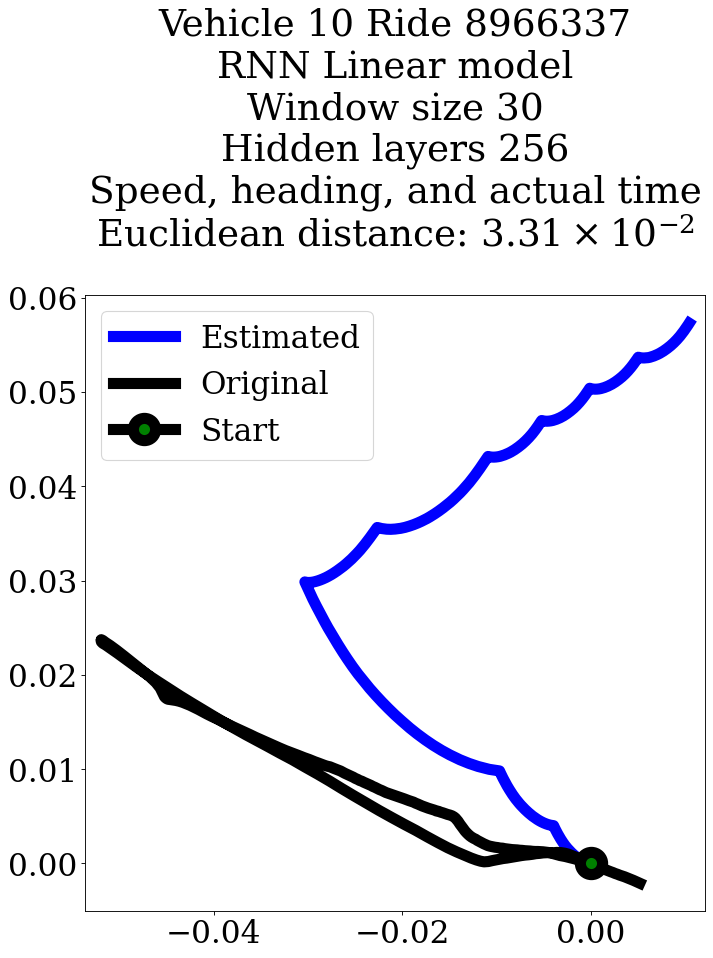 Vehicle 10 Ride 8966337
RNN Linear model
Window size 30
Hidden layers 256
Speed, heading, and actual time
Euclidean distance: 3.31 × 10⁻²
0.06
Estimated
Original
Start
0.05
0.04
0.03
0.02
0.01
0.00
−0.04 −0.02 0.00